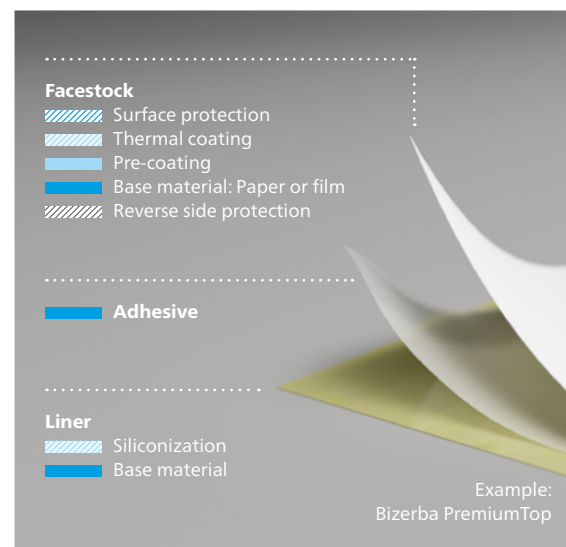 Facestock
Surface protection
Thermal coating
Pre-coating
Base material: Paper or film
Reverse side protection
Adhesive
Liner
Siliconization
Base material
Example:
Bizerba PremiumTop